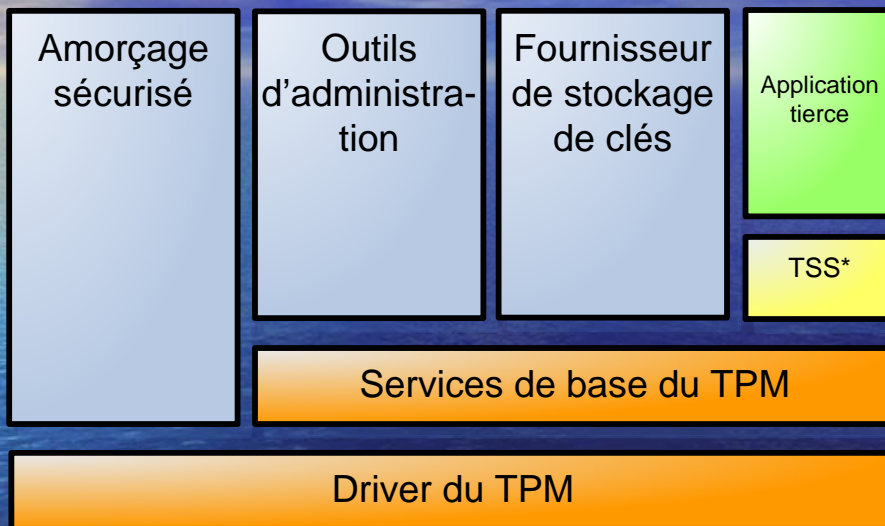 Amorçage
sécurisé
Outils
d'administra-
tion
Fournisseur
de stockage
de clés
Application
tierce
TSS*
Services de base du TPM
Driver du TPM